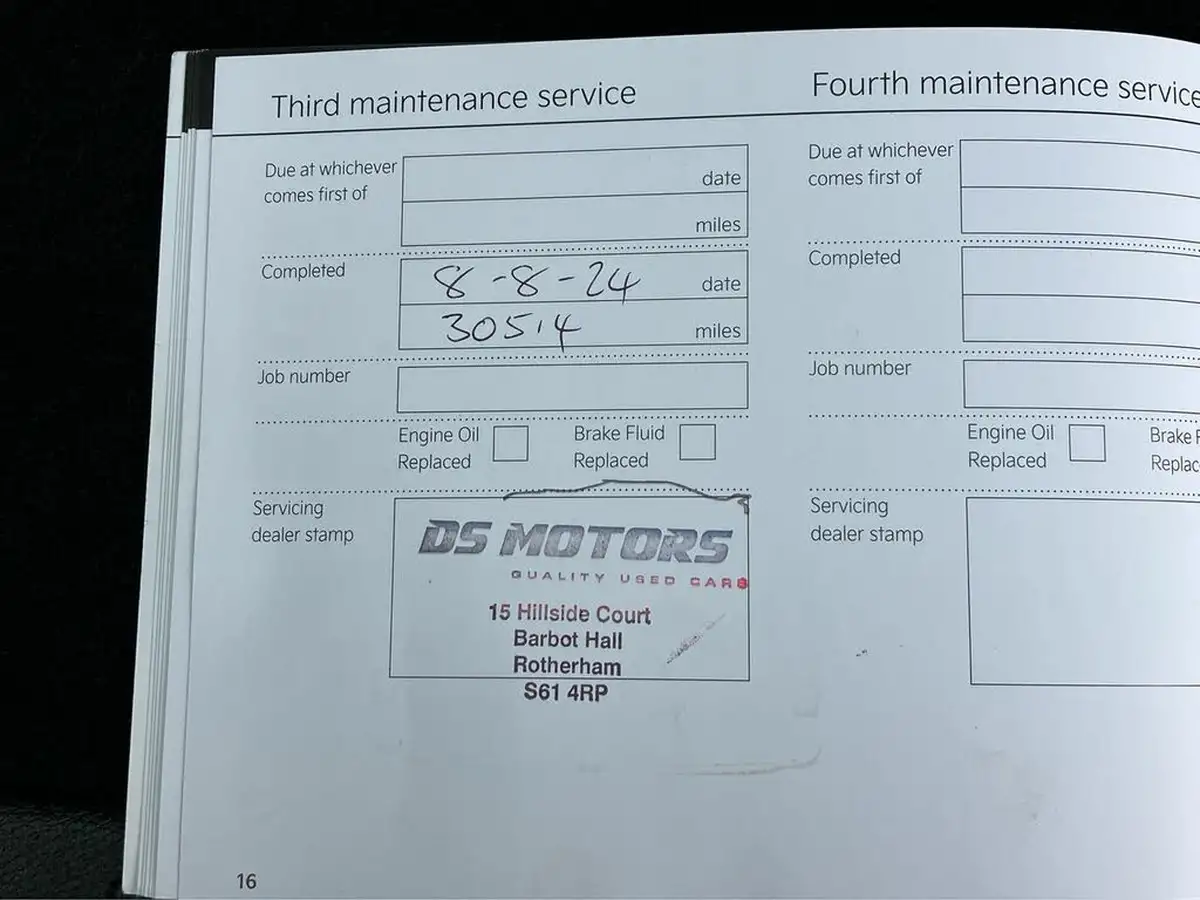 Third maintenance service
Due at whichever
comes first of
date
miles
Completed
8-8-24 date
30514 miles
Job number
Engine Oil
Replaced
Brake Fluid
Replaced
Servicing
dealer stamp
DS MOTORS
QUALITY USED CARS
15 Hillside Court
Barbot Hall
Rotherham
S61 4RP
16
Fourth maintenance service
Due at whichever
comes first of
Completed
Job number
Engine Oil
Replaced
Brake
Servicing
dealer stamp